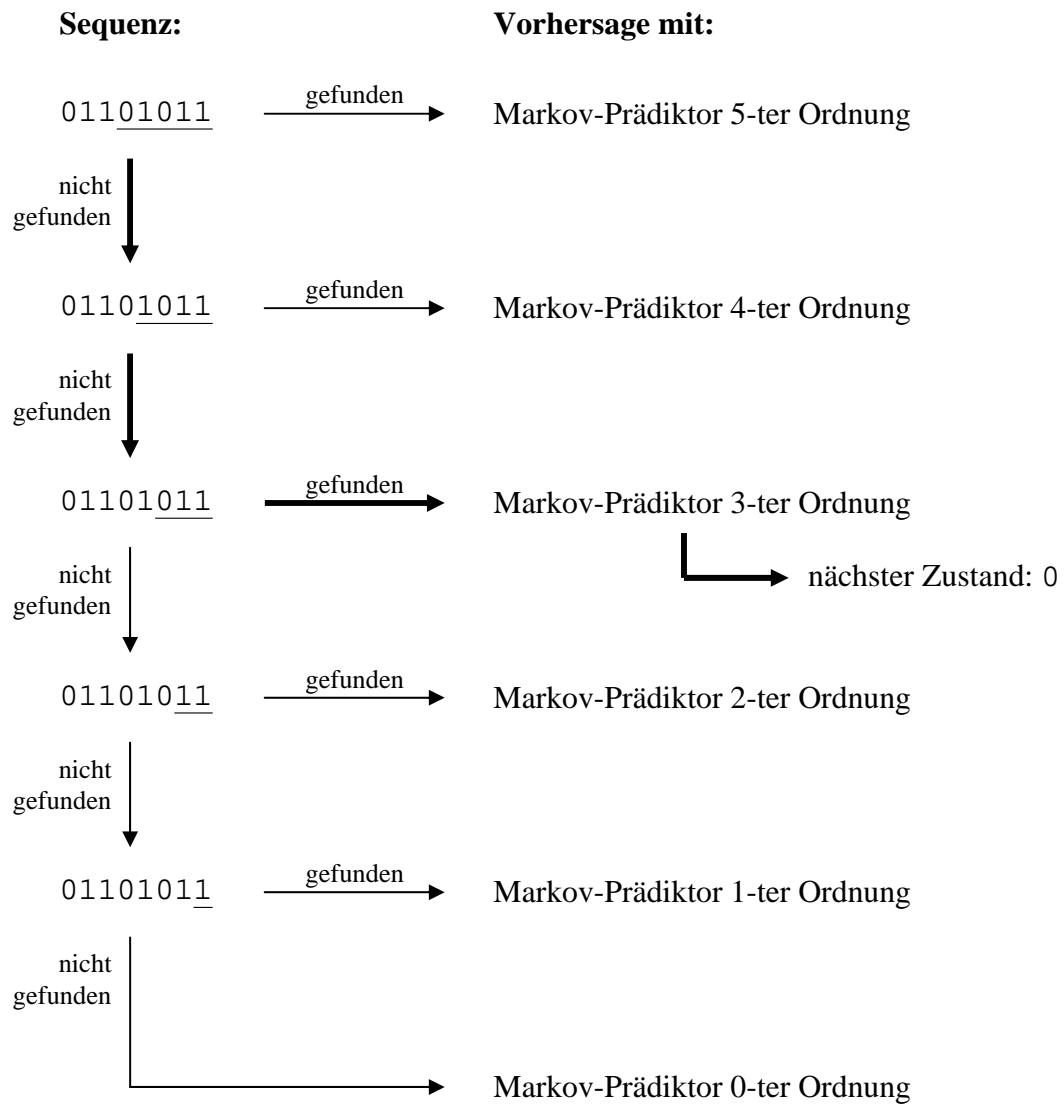 Sequenz: Vorhersage mit:
01101011 gefunden Markov-Prädiktor 5-ter Ordnung
nicht
gefunden
01101011 gefunden Markov-Prädiktor 4-ter Ordnung
nicht
gefunden
01101011 gefunden Markov-Prädiktor 3-ter Ordnung
nicht
gefunden
nächster Zustand: 0
01101011 gefunden Markov-Prädiktor 2-ter Ordnung
nicht
gefunden
01101011 gefunden Markov-Prädiktor 1-ter Ordnung
nicht
gefunden
Markov-Prädiktor 0-ter Ordnung